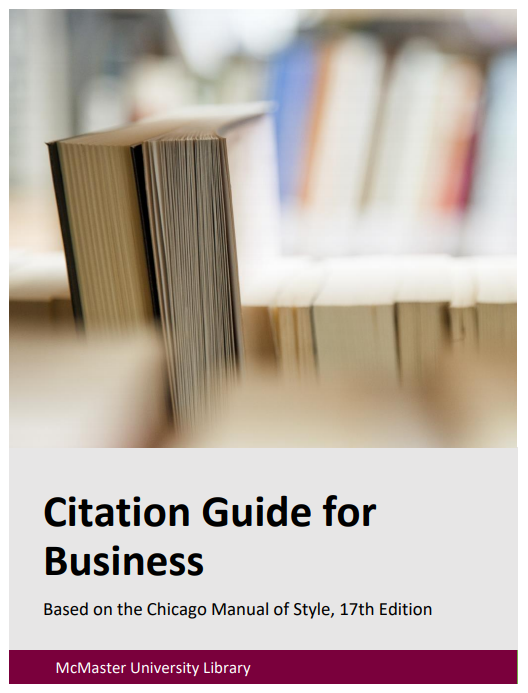 Citation Guide for
Business
Based on the Chicago Manual of Style, 17th Edition
McMaster University Library